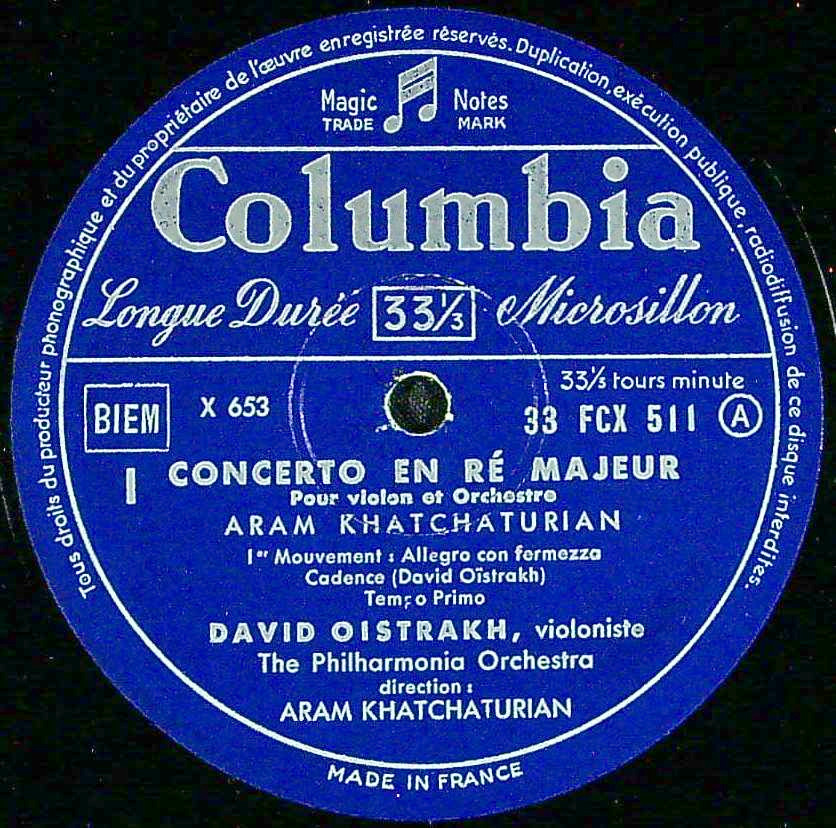 Tous droits du producteur phonographique et du propriétaire de l'œuvre enregistrée réservés. Duplication, exécution publique, radiodiffusion de ce disque interdites.
Magic Notes
TRADE MARK
Columbia
Longue Durée 33⅓ Microsillon
33⅓ tours minute
BIEM X 653 33 FCX 511 A
I CONCERTO EN RÉ MAJEUR
Pour violon et Orchestre
ARAM KHATCHATURIAN
Iᵉʳ Mouvement : Allegro con fermezza
Cadence (David Oïstrakh)
Tempo Primo
DAVID OISTRAKH, violoniste
The Philharmonia Orchestra
direction :
ARAM KHATCHATURIAN
MADE IN FRANCE